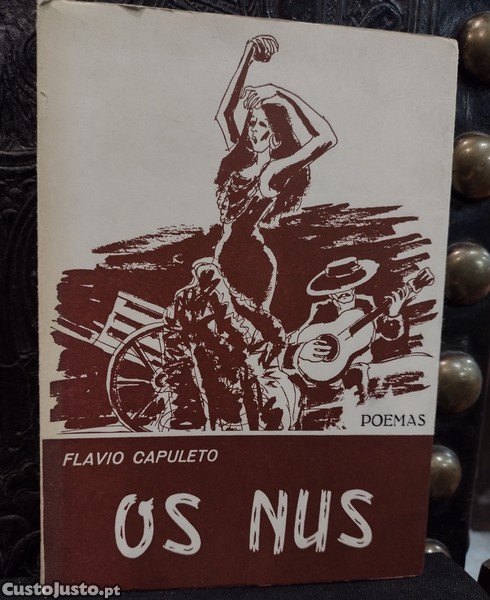 POEMAS
FLAVIO CAPULETO
OS NUS
CustoJusto.pt